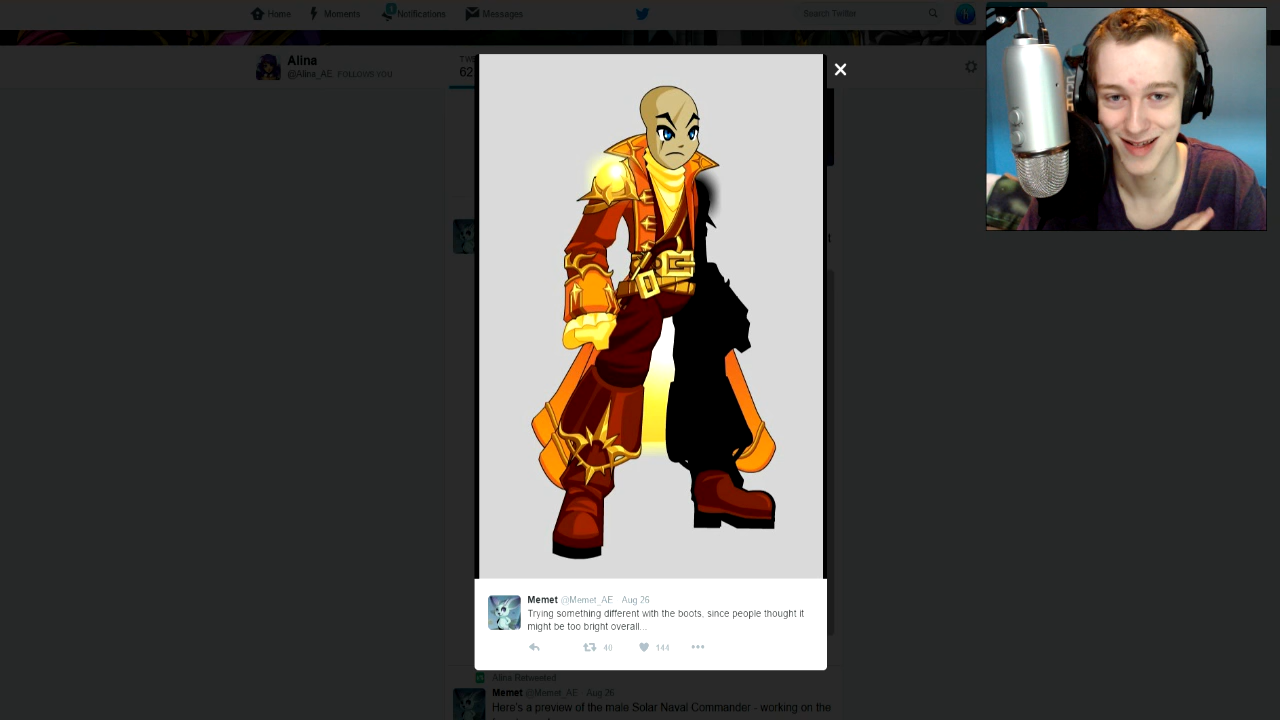 Home Moments Notifications Messages Search Twitter
1
Alina
@Alina_AE FOLLOWS YOU
62
Memet @Memet_AE Aug 26
Trying something different with the boots, since people thought it
might be too bright overall...
40 144
Alina Retweeted
Memet @Memet_AE · Aug 26
Here's a preview of the male Solar Naval Commander - working on the